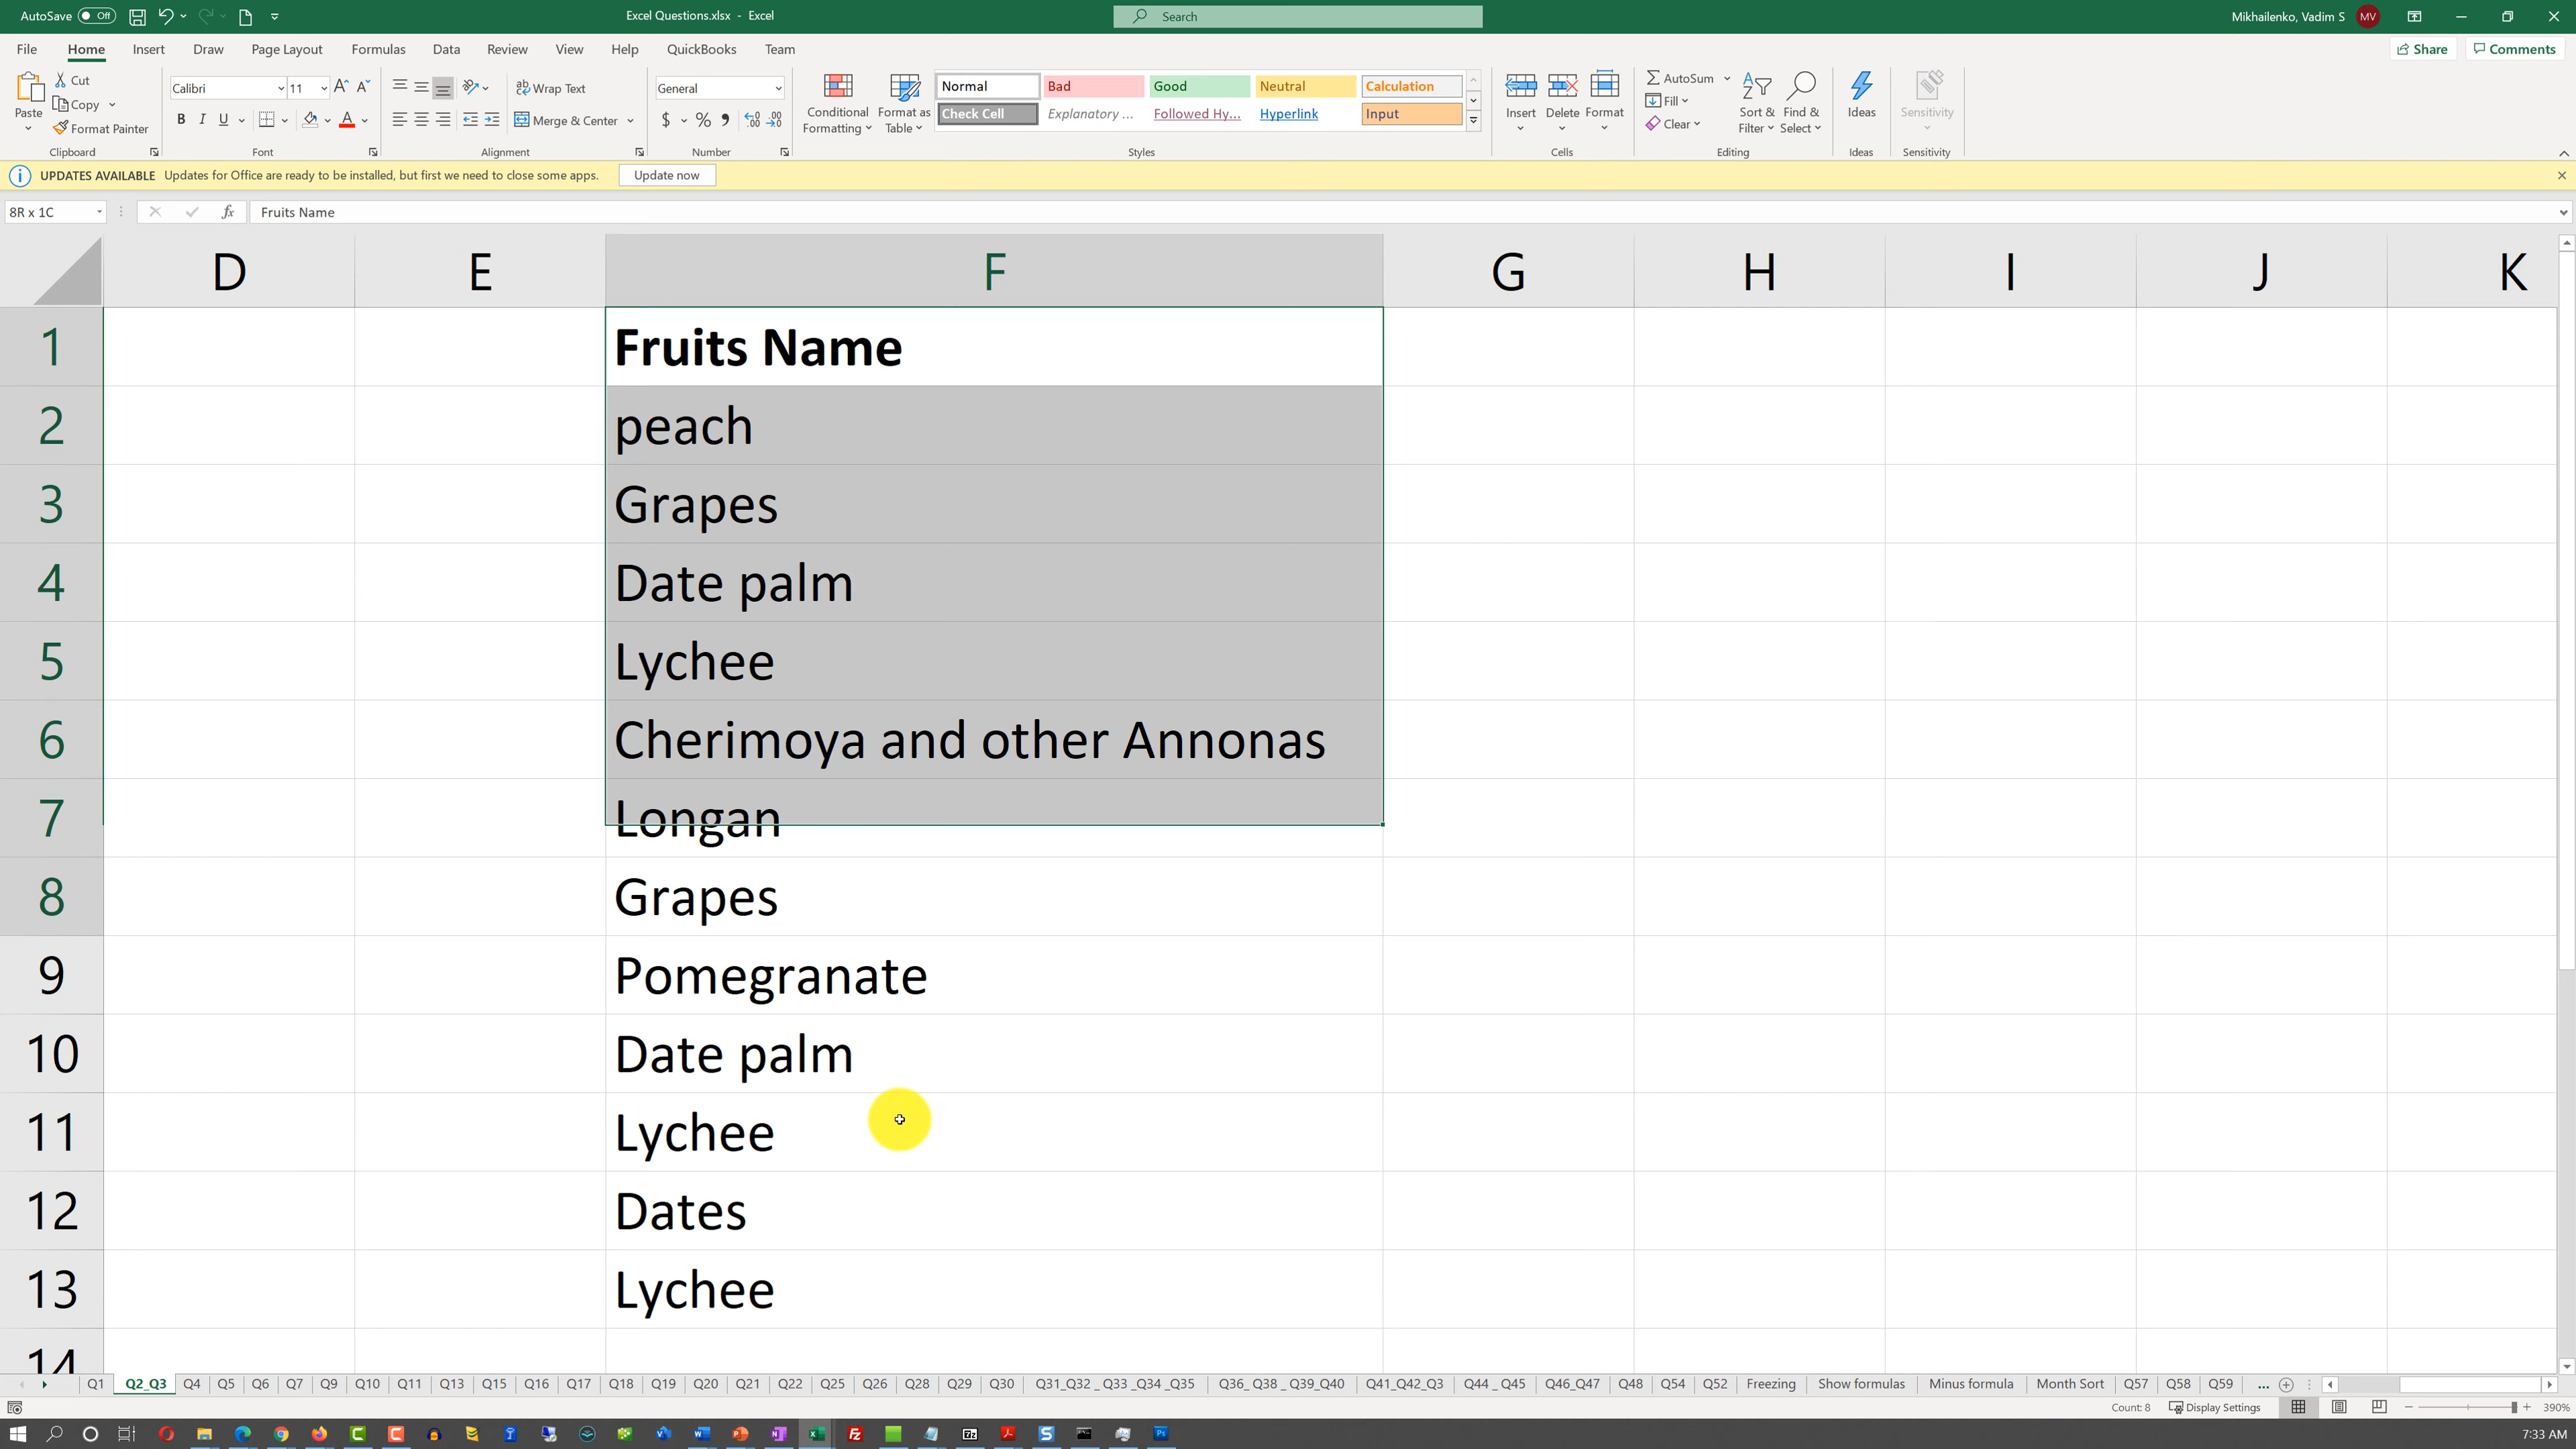 AutoSave Off Excel Questions.xlsx - Excel Search Mikhailenko, Vadim S MV
File Home Insert Draw Page Layout Formulas Data Review View Help QuickBooks Team Share Comments
Paste Cut Copy Format Painter Clipboard
Calibri 11 B I U A Font
Wrap Text Merge & Center Alignment
General $ % Number
Conditional Formatting Format as Table
Normal Bad Good Neutral Calculation
Check Cell Explanatory ... Followed Hy... Hyperlink Input
Styles
Insert Delete Format Cells
AutoSum Fill Clear Sort & Filter Find & Select Editing
Ideas Ideas
Sensitivity Sensitivity
UPDATES AVAILABLE Updates for Office are ready to be installed, but first we need to close some apps. Update now
8R x 1C fx Fruits Name
D E F G H I J K
1 Fruits Name
2 peach
3 Grapes
4 Date palm
5 Lychee
6 Cherimoya and other Annonas
7 Longan
8 Grapes
9 Pomegranate
10 Date palm
11 Lychee
12 Dates
13 Lychee
14
Q1 Q2_Q3 Q4 Q5 Q6 Q7 Q9 Q10 Q11 Q13 Q15 Q16 Q17 Q18 Q19 Q20 Q21 Q22 Q25 Q26 Q28 Q29 Q30 Q31_Q32 _ Q33 _Q34 _Q35 Q36_ Q38 _ Q39_Q40 Q41_Q42_Q3 Q44 _ Q45 Q46_Q47 Q48 Q54 Q52 Freezing Show formulas Minus formula Month Sort Q57 Q58 Q59 ...
Count: 8 Display Settings 390%
7:33 AM